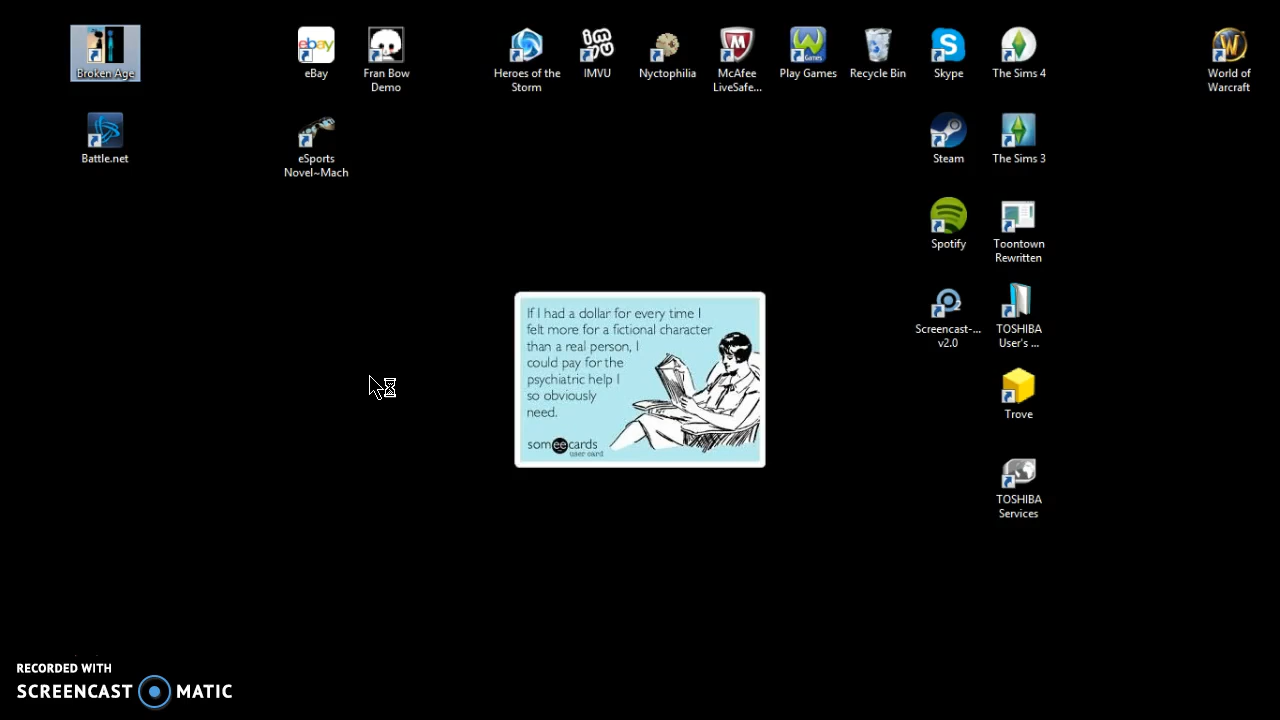 Broken Age
eBay
Fran Bow
Demo
Heroes of the
Storm
IMVU
Nyctophilia
McAfee
LiveSafe...
Play Games
Recycle Bin
Skype
The Sims 4
World of
Warcraft
Battle.net
eSports
Novel~Mach
Steam
The Sims 3
Spotify
Toontown
Rewritten
Screencast-...
v2.0
TOSHIBA
User's ...
Trove
TOSHIBA
Services
If I had a dollar for every time I
felt more for a fictional character
than a real person, I
could pay for the
psychiatric help I
so obviously
need.
someecards
user card
RECORDED WITH
SCREENCAST MATIC